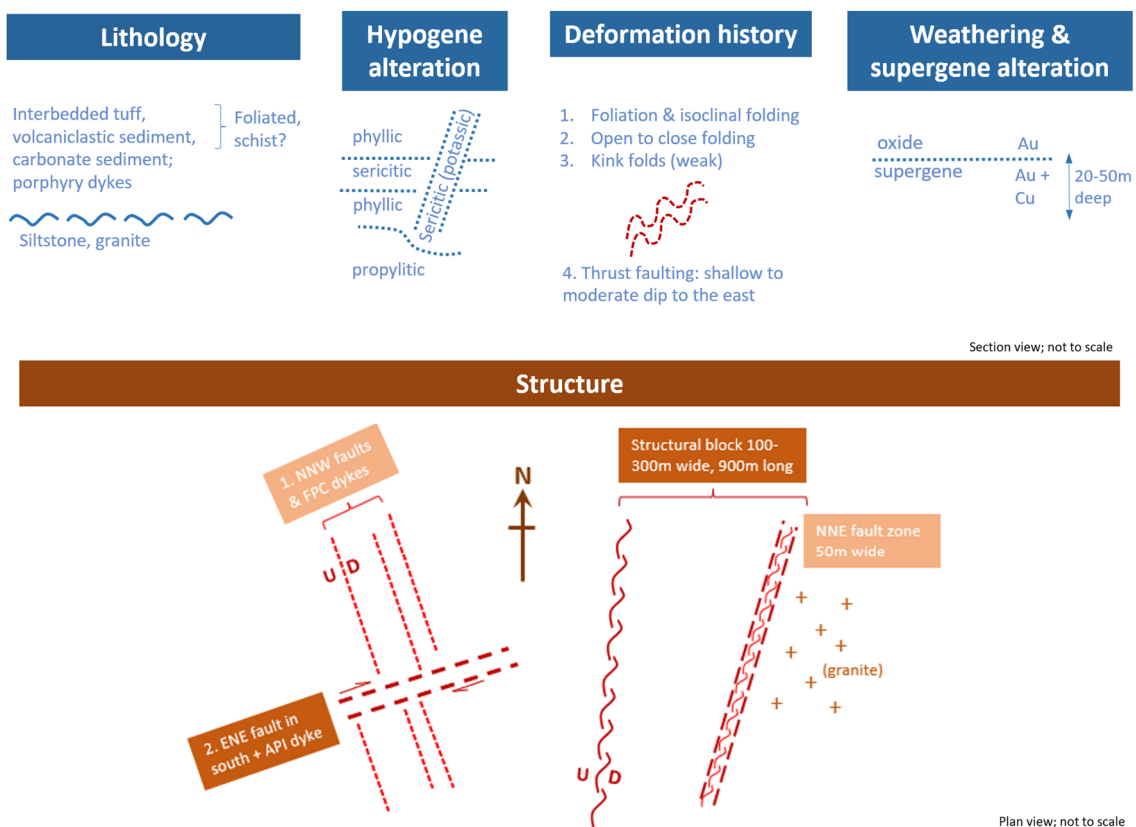 Lithology
Interbedded tuff,
volcaniclastic sediment,
carbonate sediment;
porphyry dykes
Foliated,
schist?
Siltstone, granite
Hypogene
alteration
phyllic
sericitic
phyllic
propylitic
Sericitic (potassic)
Deformation history
1. Foliation & isoclinal folding
2. Open to close folding
3. Kink folds (weak)
4. Thrust faulting: shallow to
moderate dip to the east
Weathering &
supergene alteration
oxide
supergene
Au
Au +
Cu
20-50m
deep
Section view; not to scale
Structure
1. NNW faults
& FPC dykes
U D
2. ENE fault in
south + API dyke
N
Structural block 100-
300m wide, 900m long
NNE fault zone
50m wide
(granite)
U D
Plan view; not to scale